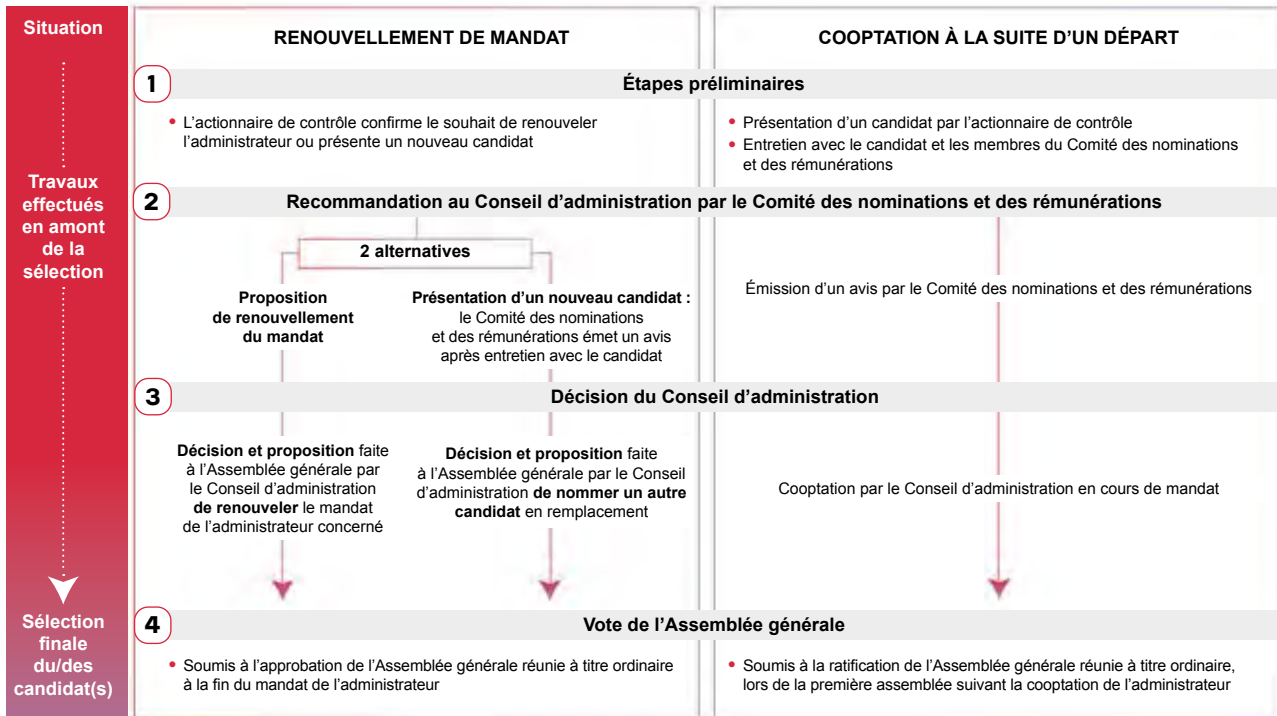 Situation
RENOUVELLEMENT DE MANDAT
COOPTATION À LA SUITE D’UN DÉPART
1
Étapes préliminaires
• L’actionnaire de contrôle confirme le souhait de renouveler
l’administrateur ou présente un nouveau candidat
• Présentation d’un candidat par l’actionnaire de contrôle
• Entretien avec le candidat et les membres du Comité des nominations
et des rémunérations
Travaux
effectués
en amont
de la
sélection
2
Recommandation au Conseil d’administration par le Comité des nominations et des rémunérations
2 alternatives
Proposition
de renouvellement
du mandat
Présentation d’un nouveau candidat :
le Comité des nominations
et des rémunérations émet un avis
après entretien avec le candidat
Émission d’un avis par le Comité des nominations et des rémunérations
3
Décision du Conseil d’administration
Décision et proposition faite
à l’Assemblée générale par
le Conseil d’administration
de renouveler le mandat
de l’administrateur concerné
Décision et proposition faite
à l’Assemblée générale par le Conseil
d’administration de nommer un autre
candidat en remplacement
Cooptation par le Conseil d’administration en cours de mandat
Sélection
finale
du/des
candidat(s)
4
Vote de l’Assemblée générale
• Soumis à l’approbation de l’Assemblée générale réunie à titre ordinaire
à la fin du mandat de l’administrateur
• Soumis à la ratification de l’Assemblée générale réunie à titre ordinaire,
lors de la première assemblée suivant la cooptation de l’administrateur